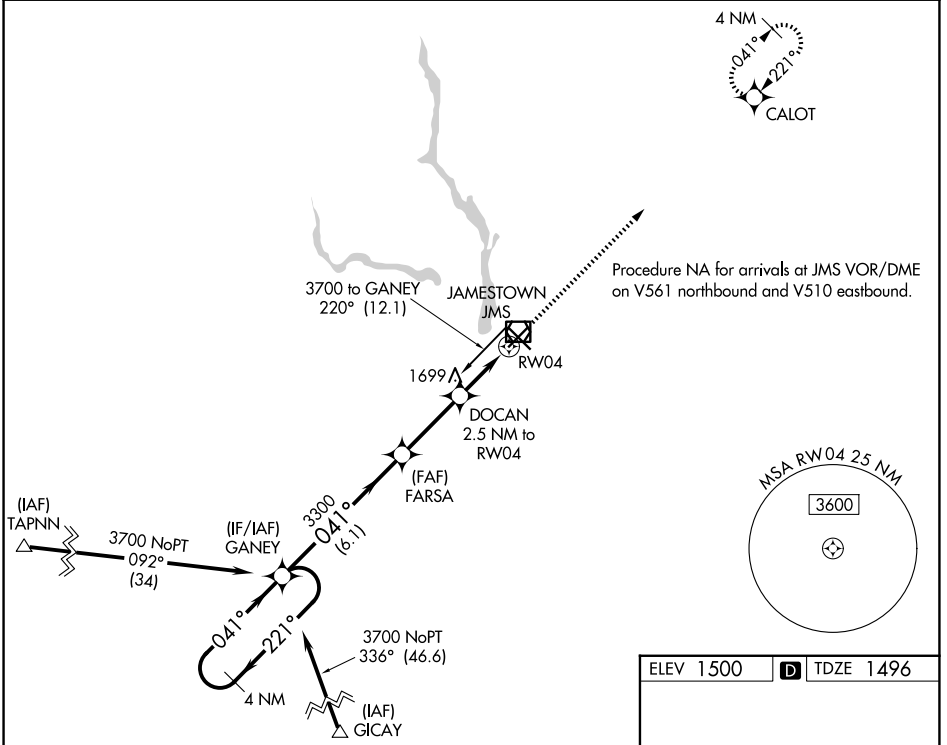 4 NM
041°
221°
CALOT
Procedure NA for arrivals at JMS VOR/DME
on V561 northbound and V510 eastbound.
3700 to GANEY
220° (12.1)
JAMESTOWN
JMS
RW04
1699
DOCAN
2.5 NM to
RW04
(FAF)
FARSA
3300
041°
(6.1)
(IAF)
TAPNN
3700 NoPT
092°
(34)
(IF/IAF)
GANEY
041°
221°
4 NM
3700 NoPT
336° (46.6)
(IAF)
GICAY
MSA RW04 25 NM
3600
ELEV 1500 D TDZE 1496